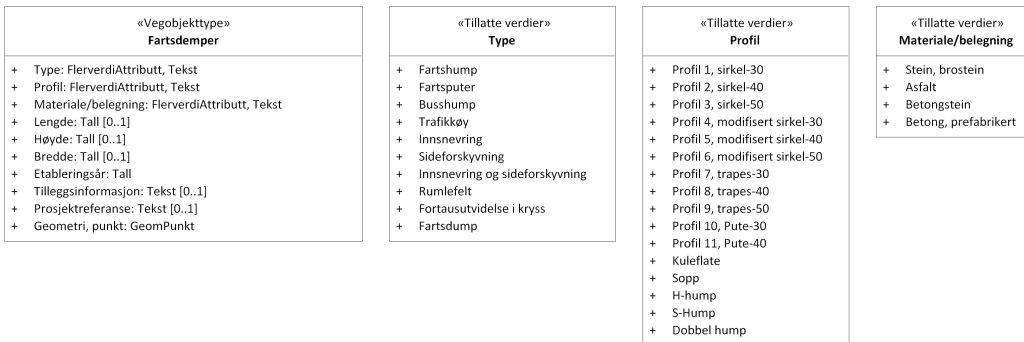 «Vegobjekttype»
Fartsdemper
+ Type: FlerverdiAttributt, Tekst
+ Profil: FlerverdiAttributt, Tekst
+ Materiale/belegning: FlerverdiAttributt, Tekst
+ Lengde: Tall [0..1]
+ Høyde: Tall [0..1]
+ Bredde: Tall [0..1]
+ Etableringsår: Tall
+ Tilleggsinformasjon: Tekst [0..1]
+ Prosjektreferanse: Tekst [0..1]
+ Geometri, punkt: GeomPunkt
«Tillatte verdier»
Type
+ Fartshump
+ Fartsputer
+ Busshump
+ Trafikkøy
+ Innsnevring
+ Sideforskyvning
+ Innsnevring og sideforskyvning
+ Rumlefelt
+ Fortausutvidelse i kryss
+ Fartsdump
«Tillatte verdier»
Profil
+ Profil 1, sirkel-30
+ Profil 2, sirkel-40
+ Profil 3, sirkel-50
+ Profil 4, modifisert sirkel-30
+ Profil 5, modifisert sirkel-40
+ Profil 6, modifisert sirkel-50
+ Profil 7, trapes-30
+ Profil 8, trapes-40
+ Profil 9, trapes-50
+ Profil 10, Pute-30
+ Profil 11, Pute-40
+ Kuleflate
+ Sopp
+ H-hump
+ S-Hump
+ Dobbel hump
«Tillatte verdier»
Materiale/belegning
+ Stein, brostein
+ Asfalt
+ Betongstein
+ Betong, prefabrikert